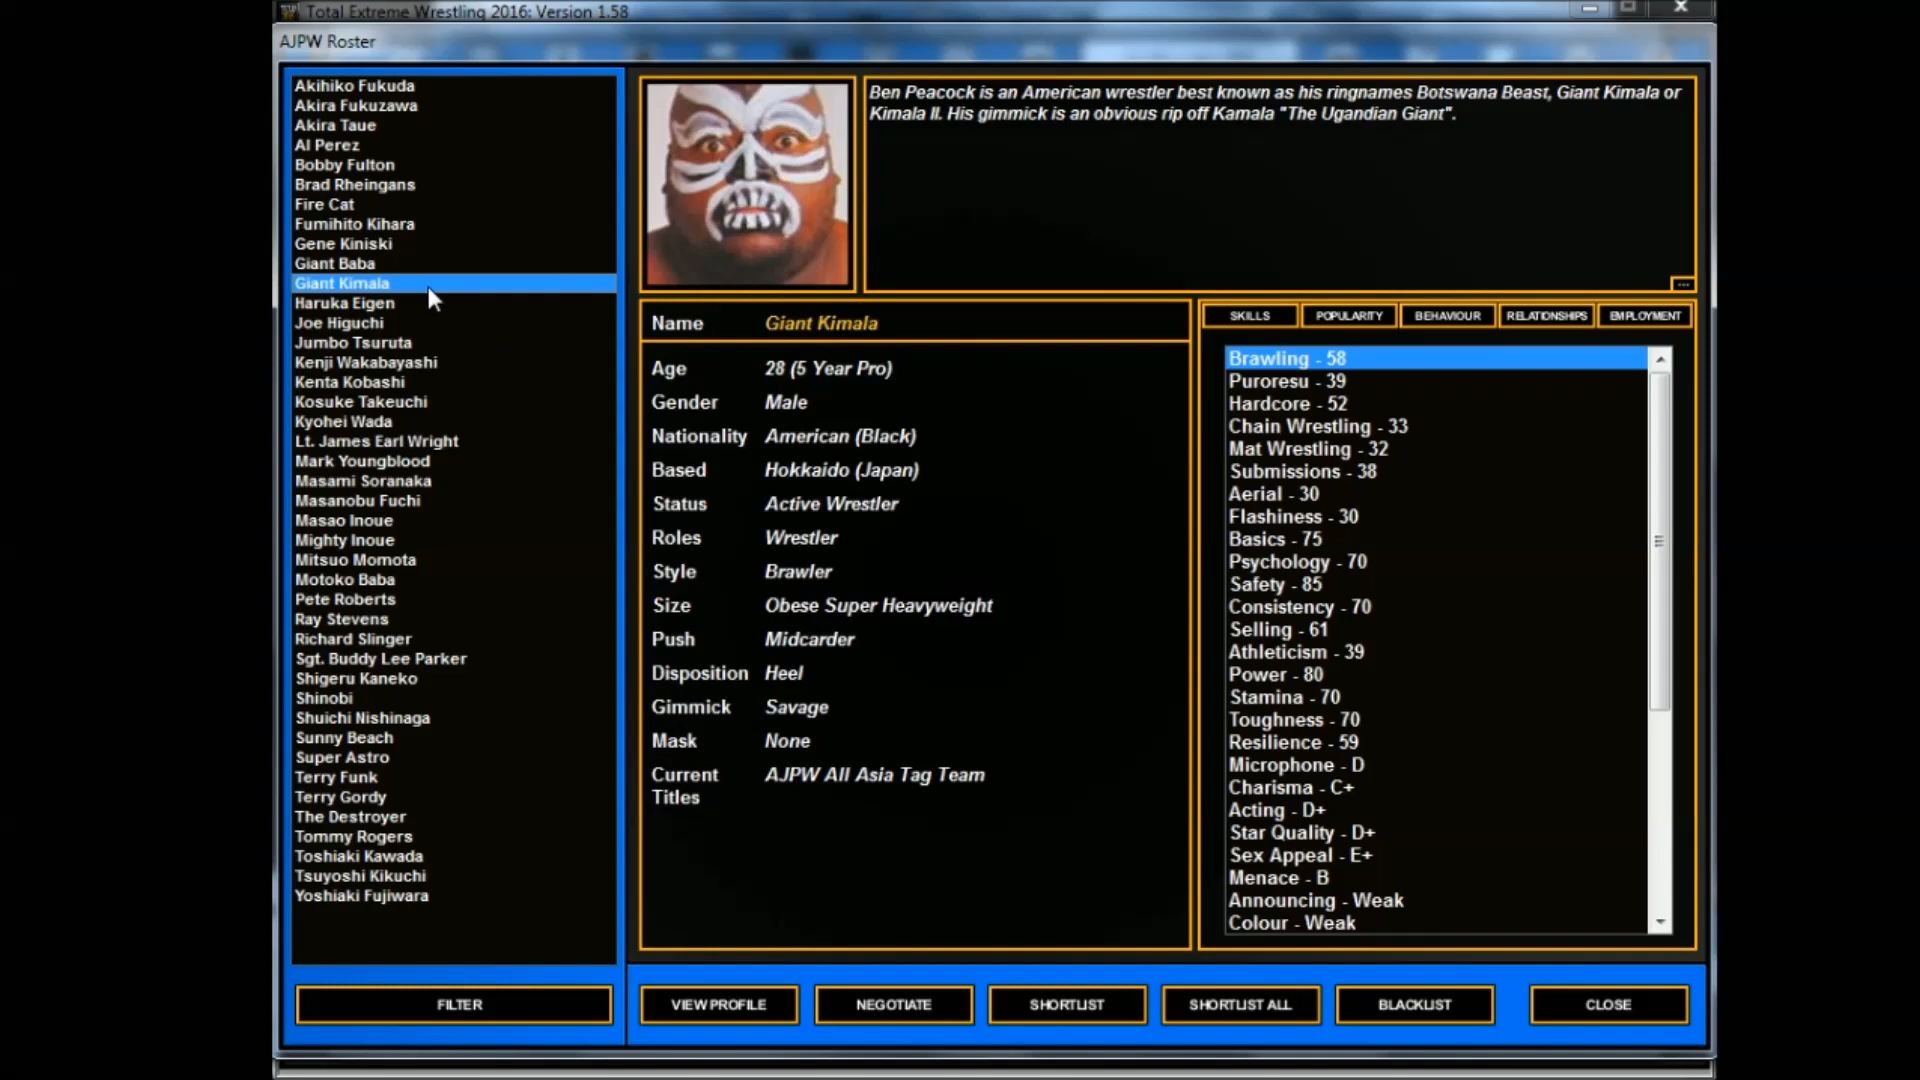 Total Extreme Wrestling 2016: Version 1.58
AJPW Roster
Akihiko Fukuda
Akira Fukuzawa
Akira Taue
Al Perez
Bobby Fulton
Brad Rheingans
Fire Cat
Fumihito Kihara
Gene Kiniski
Giant Baba
Giant Kimala
Haruka Eigen
Joe Higuchi
Jumbo Tsuruta
Kenji Wakabayashi
Kenta Kobashi
Kosuke Takeuchi
Kyohei Wada
Lt. James Earl Wright
Mark Youngblood
Masami Soranaka
Masanobu Fuchi
Masao Inoue
Mighty Inoue
Mitsuo Momota
Motoko Baba
Pete Roberts
Ray Stevens
Richard Slinger
Sgt. Buddy Lee Parker
Shigeru Kaneko
Shinobi
Shuichi Nishinaga
Sunny Beach
Super Astro
Terry Funk
Terry Gordy
The Destroyer
Tommy Rogers
Toshiaki Kawada
Tsuyoshi Kikuchi
Yoshiaki Fujiwara
FILTER
Ben Peacock is an American wrestler best known as his ringnames Botswana Beast, Giant Kimala or
Kimala II. His gimmick is an obvious rip off Kamala "The Ugandian Giant".
...
Name Giant Kimala
Age 28 (5 Year Pro)
Gender Male
Nationality American (Black)
Based Hokkaido (Japan)
Status Active Wrestler
Roles Wrestler
Style Brawler
Size Obese Super Heavyweight
Push Midcarder
Disposition Heel
Gimmick Savage
Mask None
Current AJPW All Asia Tag Team
Titles
SKILLS POPULARITY BEHAVIOUR RELATIONSHIPS EMPLOYMENT
Brawling - 58
Puroresu - 39
Hardcore - 52
Chain Wrestling - 33
Mat Wrestling - 32
Submissions - 38
Aerial - 30
Flashiness - 30
Basics - 75
Psychology - 70
Safety - 85
Consistency - 70
Selling - 61
Athleticism - 39
Power - 80
Stamina - 70
Toughness - 70
Resilience - 59
Microphone - D
Charisma - C+
Acting - D+
Star Quality - D+
Sex Appeal - E+
Menace - B
Announcing - Weak
Colour - Weak
VIEW PROFILE NEGOTIATE SHORTLIST SHORTLIST ALL BLACKLIST CLOSE